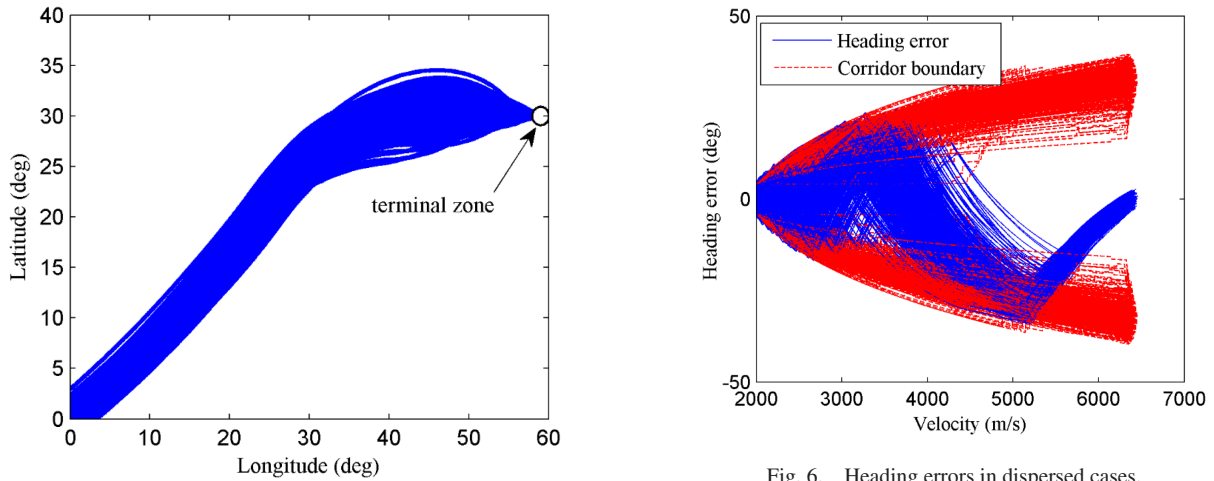 40
35
30
25
20
15
10
5
0
0 10 20 30 40 50 60
Latitude (deg)
Longitude (deg)
terminal zone
50
0
-50
2000 3000 4000 5000 6000 7000
Heading error (deg)
Velocity (m/s)
Heading error
Corridor boundary
Fig. 6. Heading errors in dispersed cases.